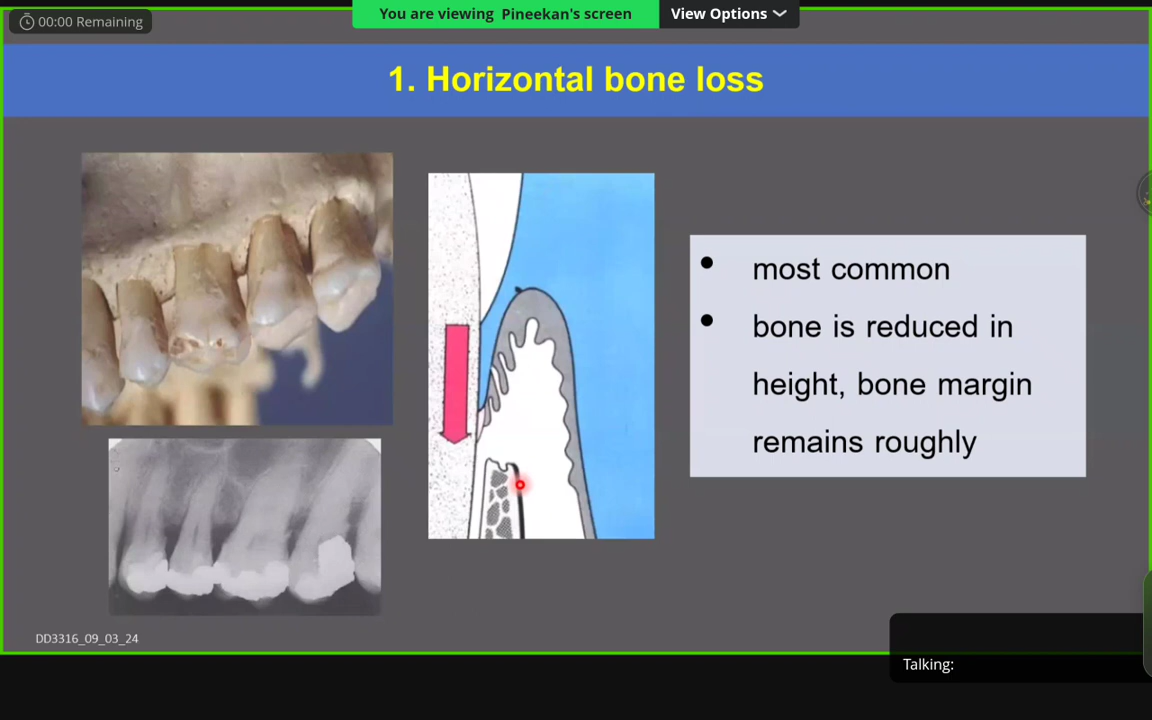 00:00 Remaining
You are viewing Pineekan's screen
View Options
1. Horizontal bone loss
• most common
• bone is reduced in
height, bone margin
remains roughly
DD3316_09_03_24
Talking: